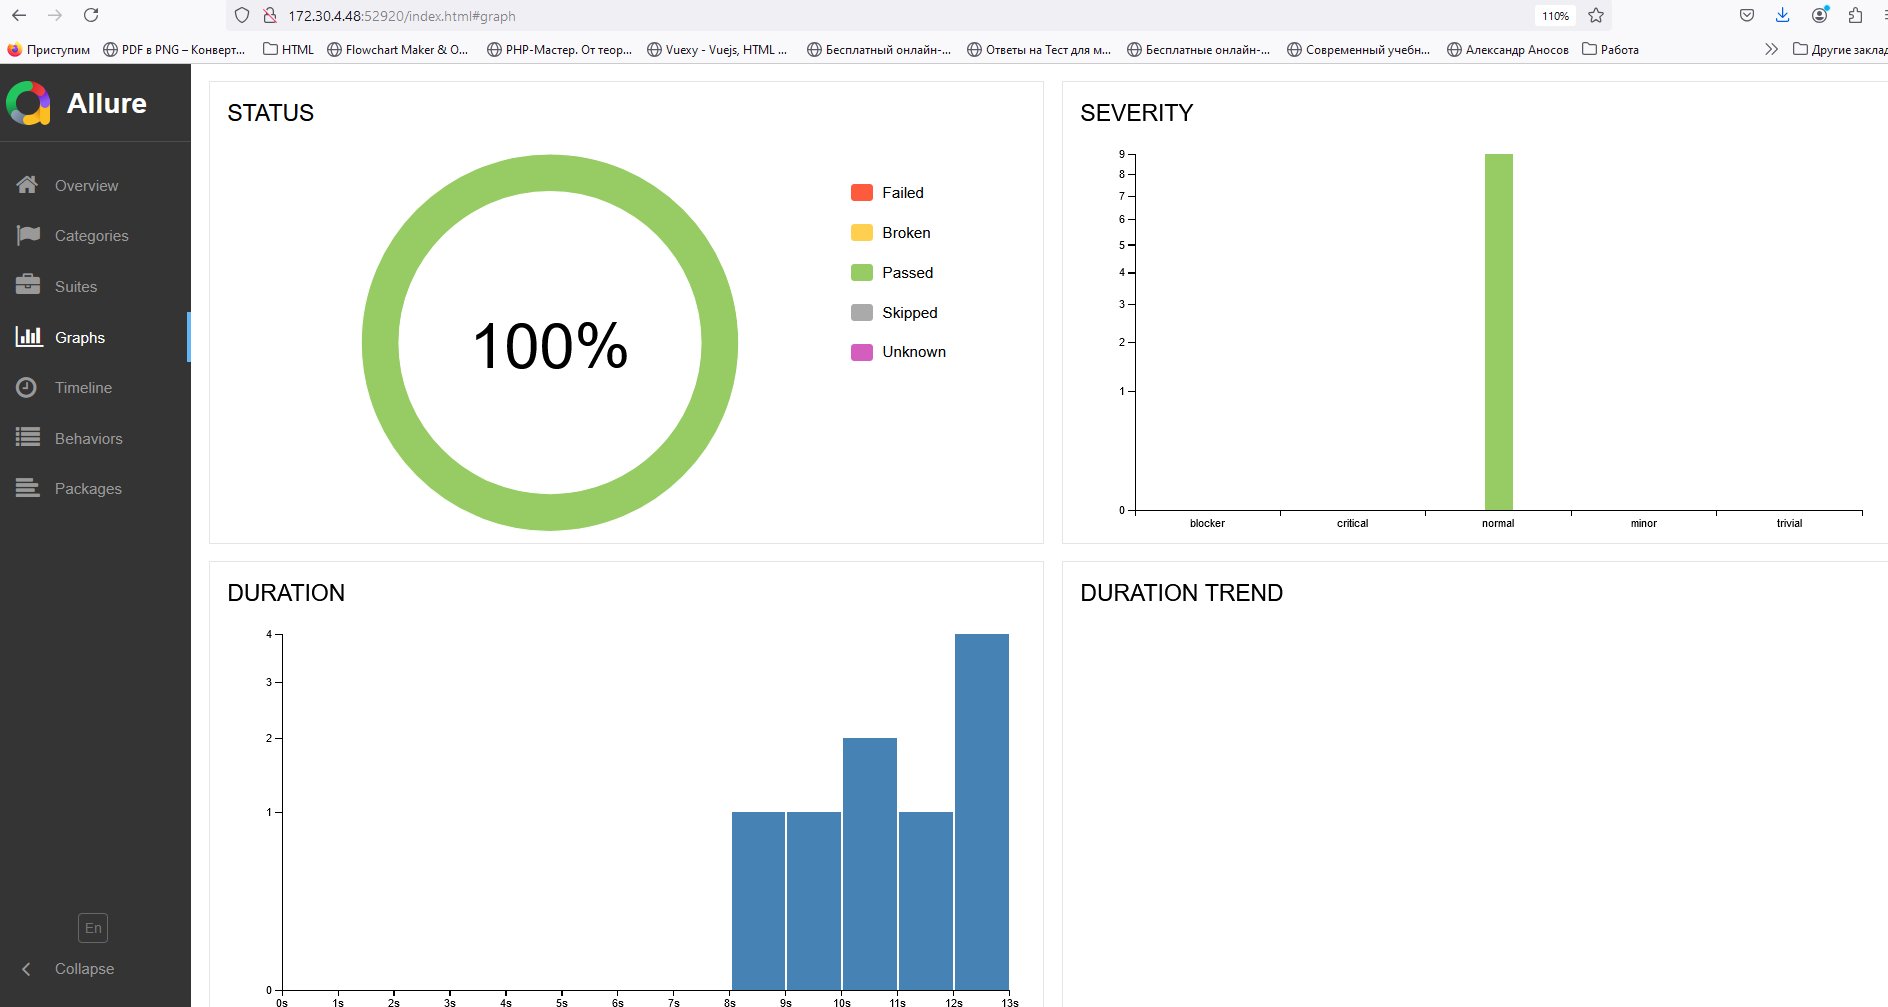 172.30.4.48:52920/index.html#graph
110%
Приступим
PDF в PNG – Конверт...
HTML
Flowchart Maker & O...
PHP-Мастер. От теор...
Vuexy - Vuejs, HTML ...
Бесплатный онлайн-...
Ответы на Тест для м...
Бесплатные онлайн-...
Современный учебн...
Александр Аносов
Работа
Другие заклад
Allure
Overview
Categories
Suites
Graphs
Timeline
Behaviors
Packages
En
Collapse
STATUS
100%
Failed
Broken
Passed
Skipped
Unknown
SEVERITY
9
8
7
6
5
4
3
2
1
0
blocker critical normal minor trivial
DURATION
4
3
2
1
0
0s 1s 2s 3s 4s 5s 6s 7s 8s 9s 10s 11s 12s 13s
DURATION TREND